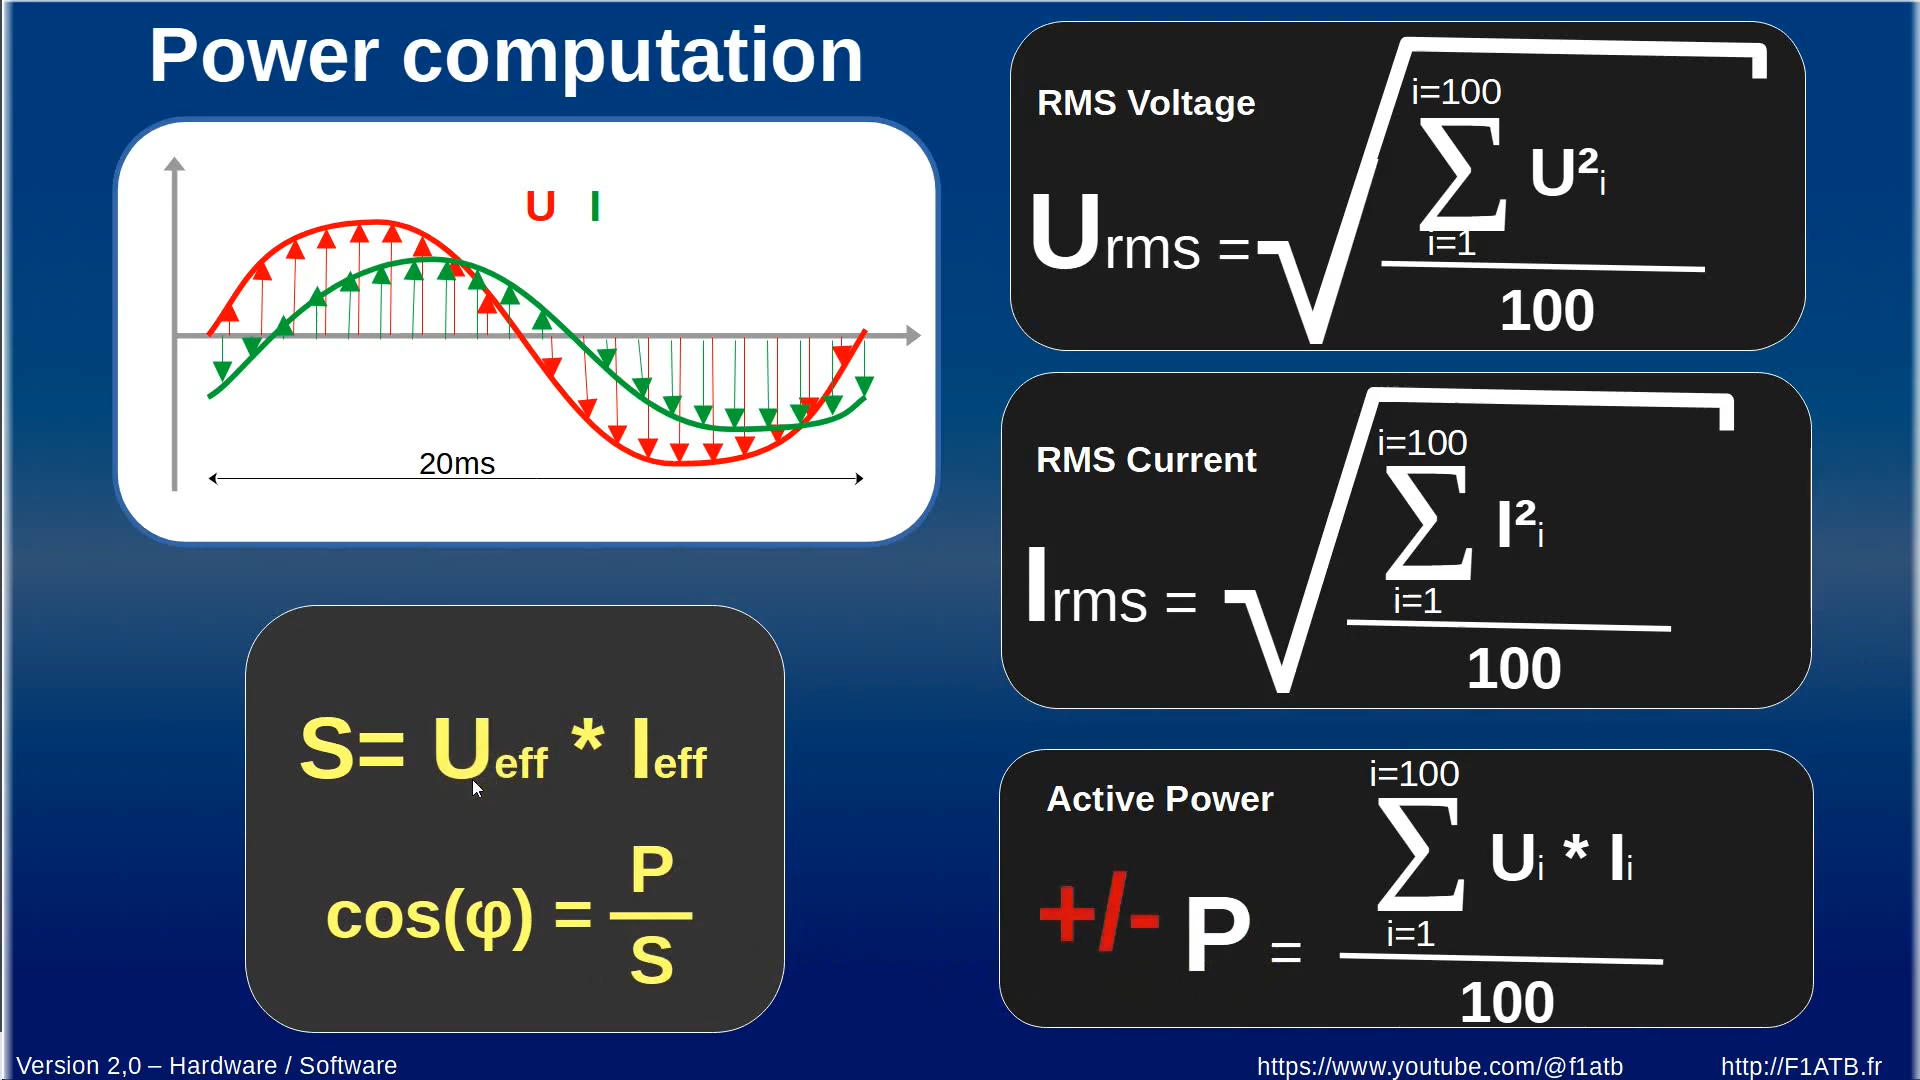 Power computation
U I
20ms
S= Ueff * Ieff
cos(φ) = P
S
RMS Voltage
i=100
∑ U²i
Urms =
i=1
100
RMS Current
i=100
∑ I²i
Irms =
i=1
100
Active Power
i=100
∑ Ui * Ii
+/- P =
i=1
100
Version 2,0 – Hardware / Software
https://www.youtube.com/@f1atb
http://F1ATB.fr